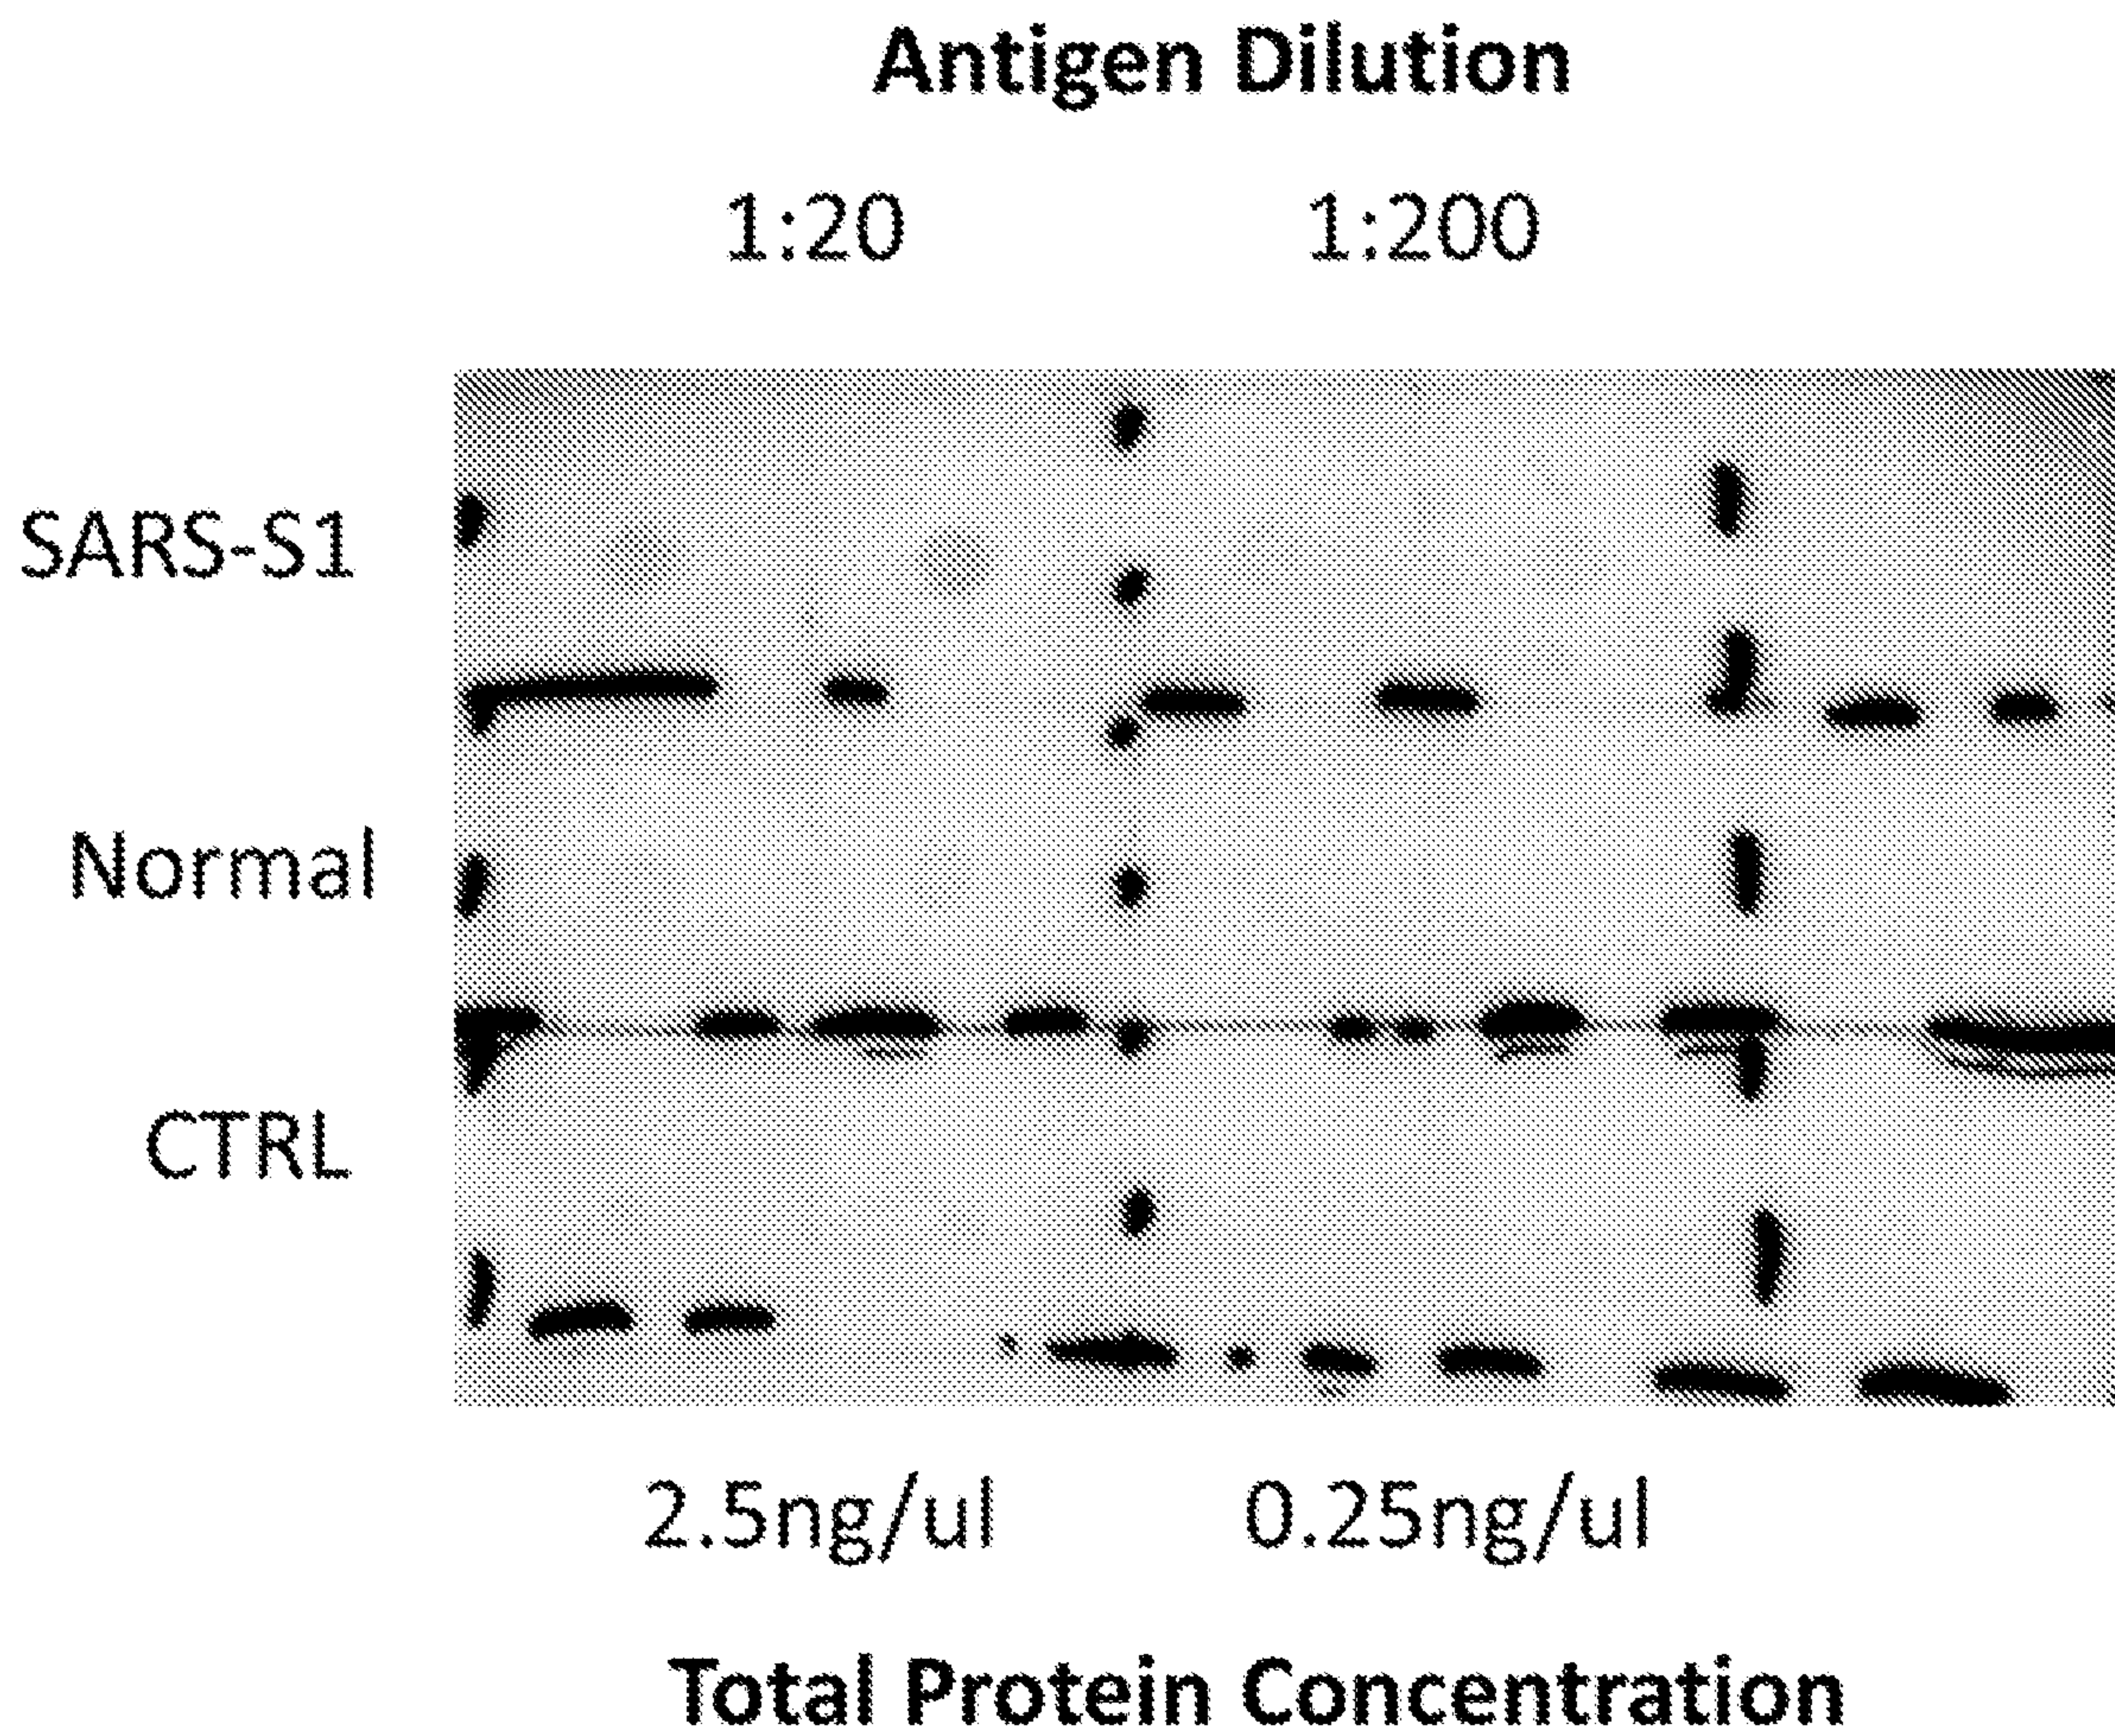 Antigen Dilution
1:20 1:200
SARS-S1
Normal
CTRL
2.5ng/ul 0.25ng/ul
Total Protein Concentration